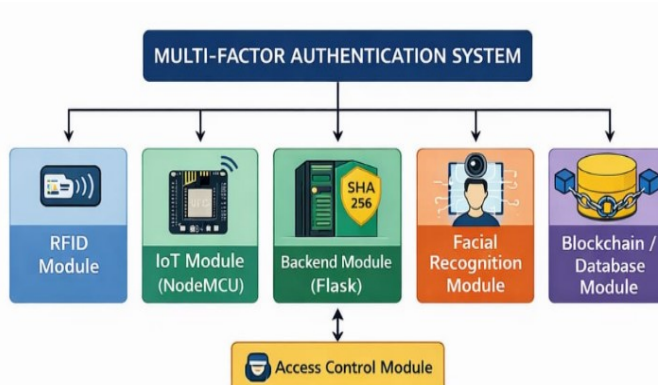 MULTI-FACTOR AUTHENTICATION SYSTEM
RFID
Module
IoT Module
(NodeMCU)
SHA
256
Backend Module
(Flask)
Facial
Recognition
Module
Blockchain /
Database
Module
Access Control Module